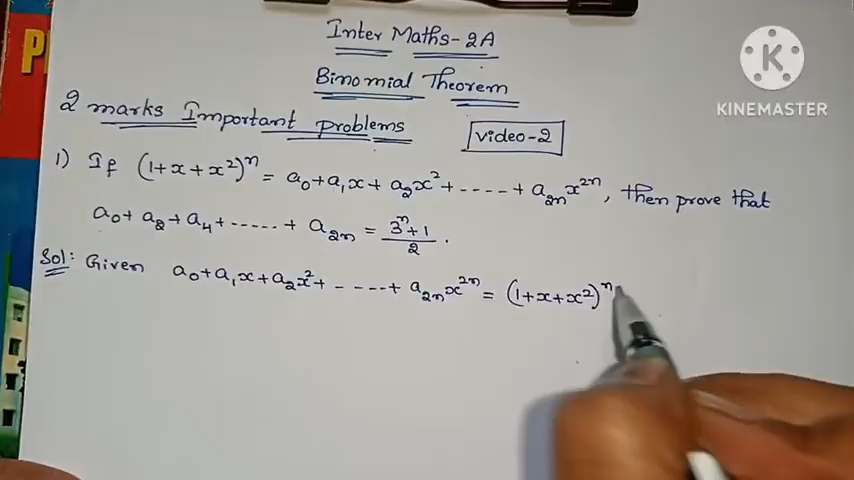 Inter Maths-2A
Binomial Theorem
2 marks Important problems
video-2
1) If (1+x+x²)ⁿ = a₀+a₁x+a₂x²+-----+a₂ₙx²ⁿ, then prove that
a₀+a₂+a₄+.....+a₂ₙ = (3ⁿ+1)/2.
Sol: Given a₀+a₁x+a₂x²+-----+a₂ₙx²ⁿ = (1+x+x²)ⁿ
K
KINEMASTER